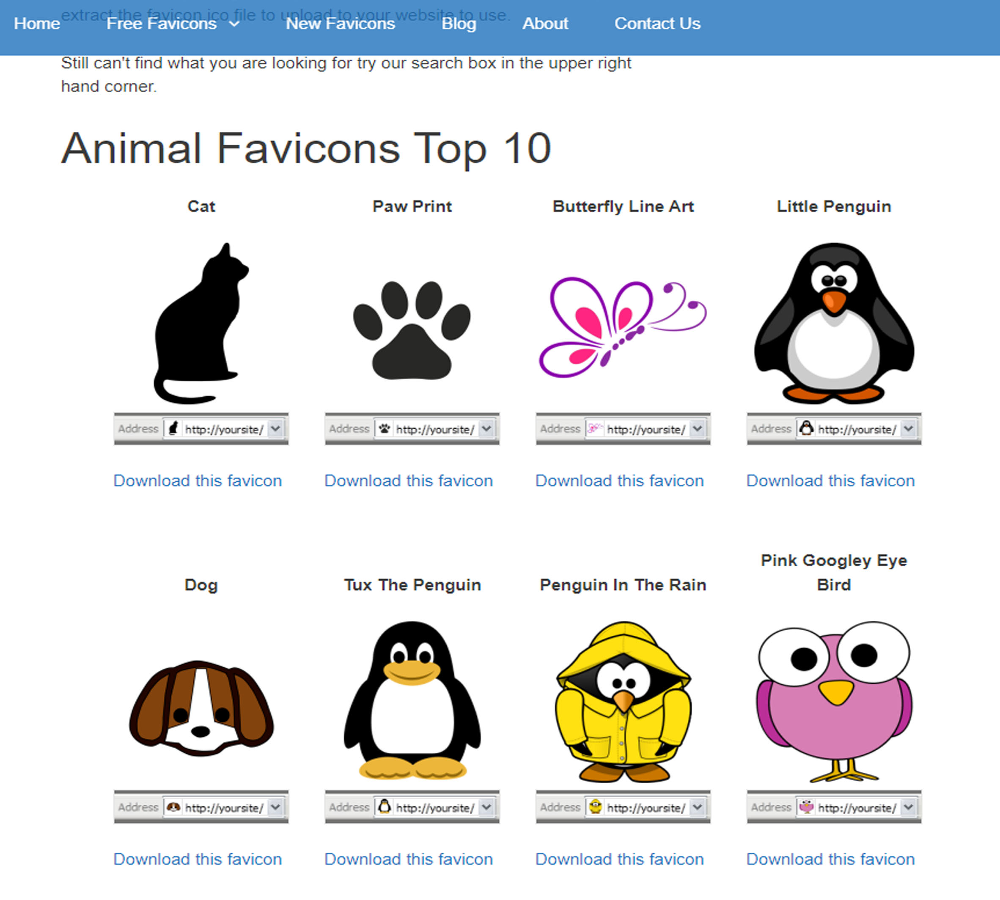 extract the favicon.ico file to upload to your website to use.
Home Free Favicons New Favicons Blog About Contact Us
Still can't find what you are looking for try our search box in the upper right
hand corner.
Animal Favicons Top 10
Cat Paw Print Butterfly Line Art Little Penguin
Address http://yoursite/ Address http://yoursite/ Address http://yoursite/ Address http://yoursite/
Download this favicon Download this favicon Download this favicon Download this favicon
Pink Googley Eye
Dog Tux The Penguin Penguin In The Rain Bird
Address http://yoursite/ Address http://yoursite/ Address http://yoursite/ Address http://yoursite/
Download this favicon Download this favicon Download this favicon Download this favicon